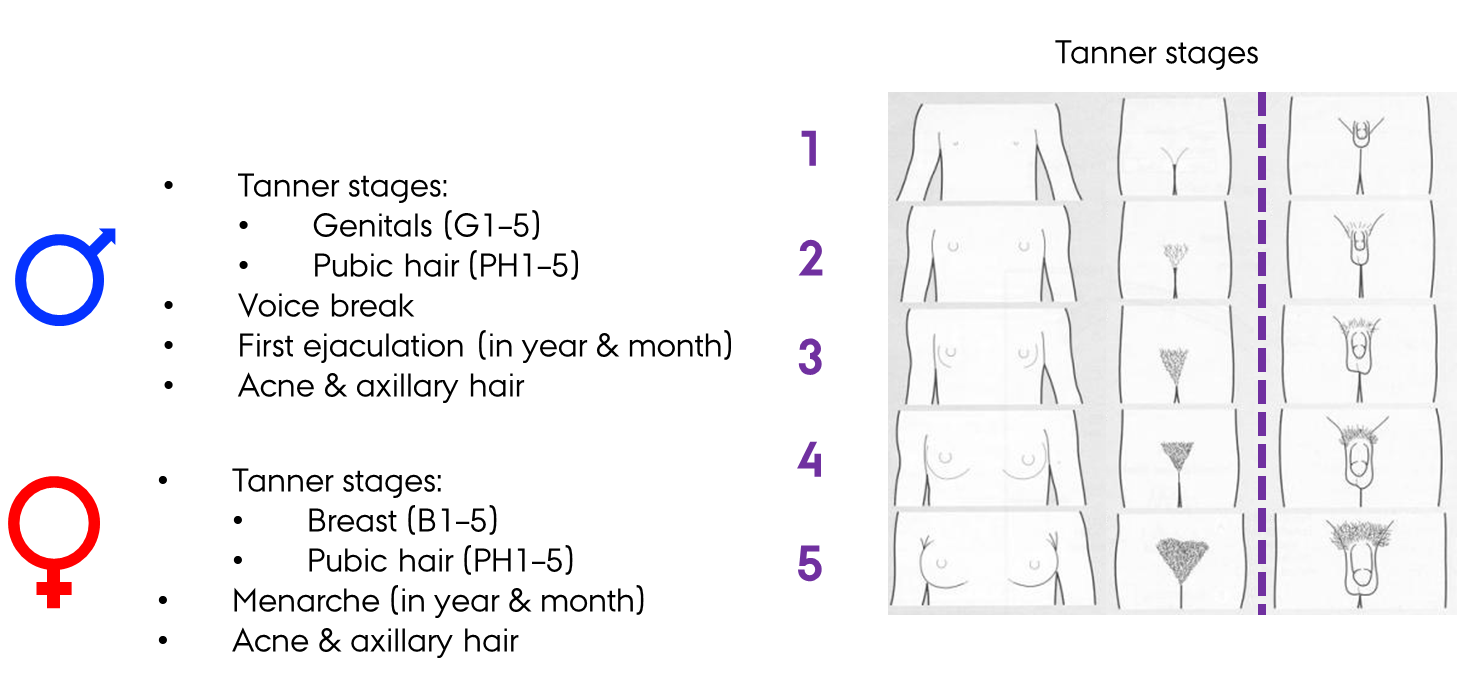 Tanner stages
• Tanner stages:
• Genitals (G1–5)
• Pubic hair (PH1–5)
• Voice break
• First ejaculation (in year & month)
• Acne & axillary hair
• Tanner stages:
• Breast (B1–5)
• Pubic hair (PH1–5)
• Menarche (in year & month)
• Acne & axillary hair
1
2
3
4
5